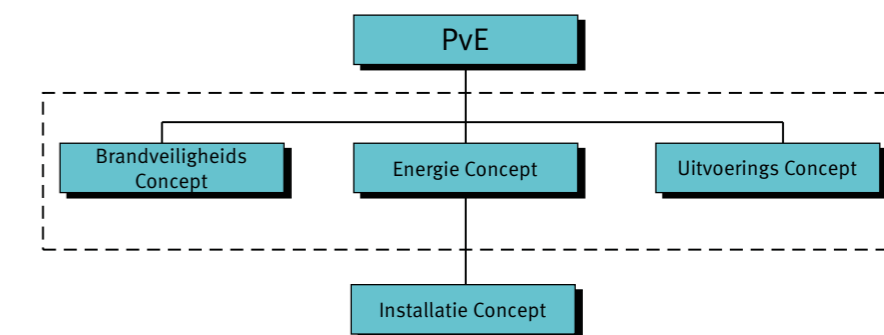 PvE
Brandveiligheids
Concept
Energie Concept
Uitvoerings Concept
Installatie Concept